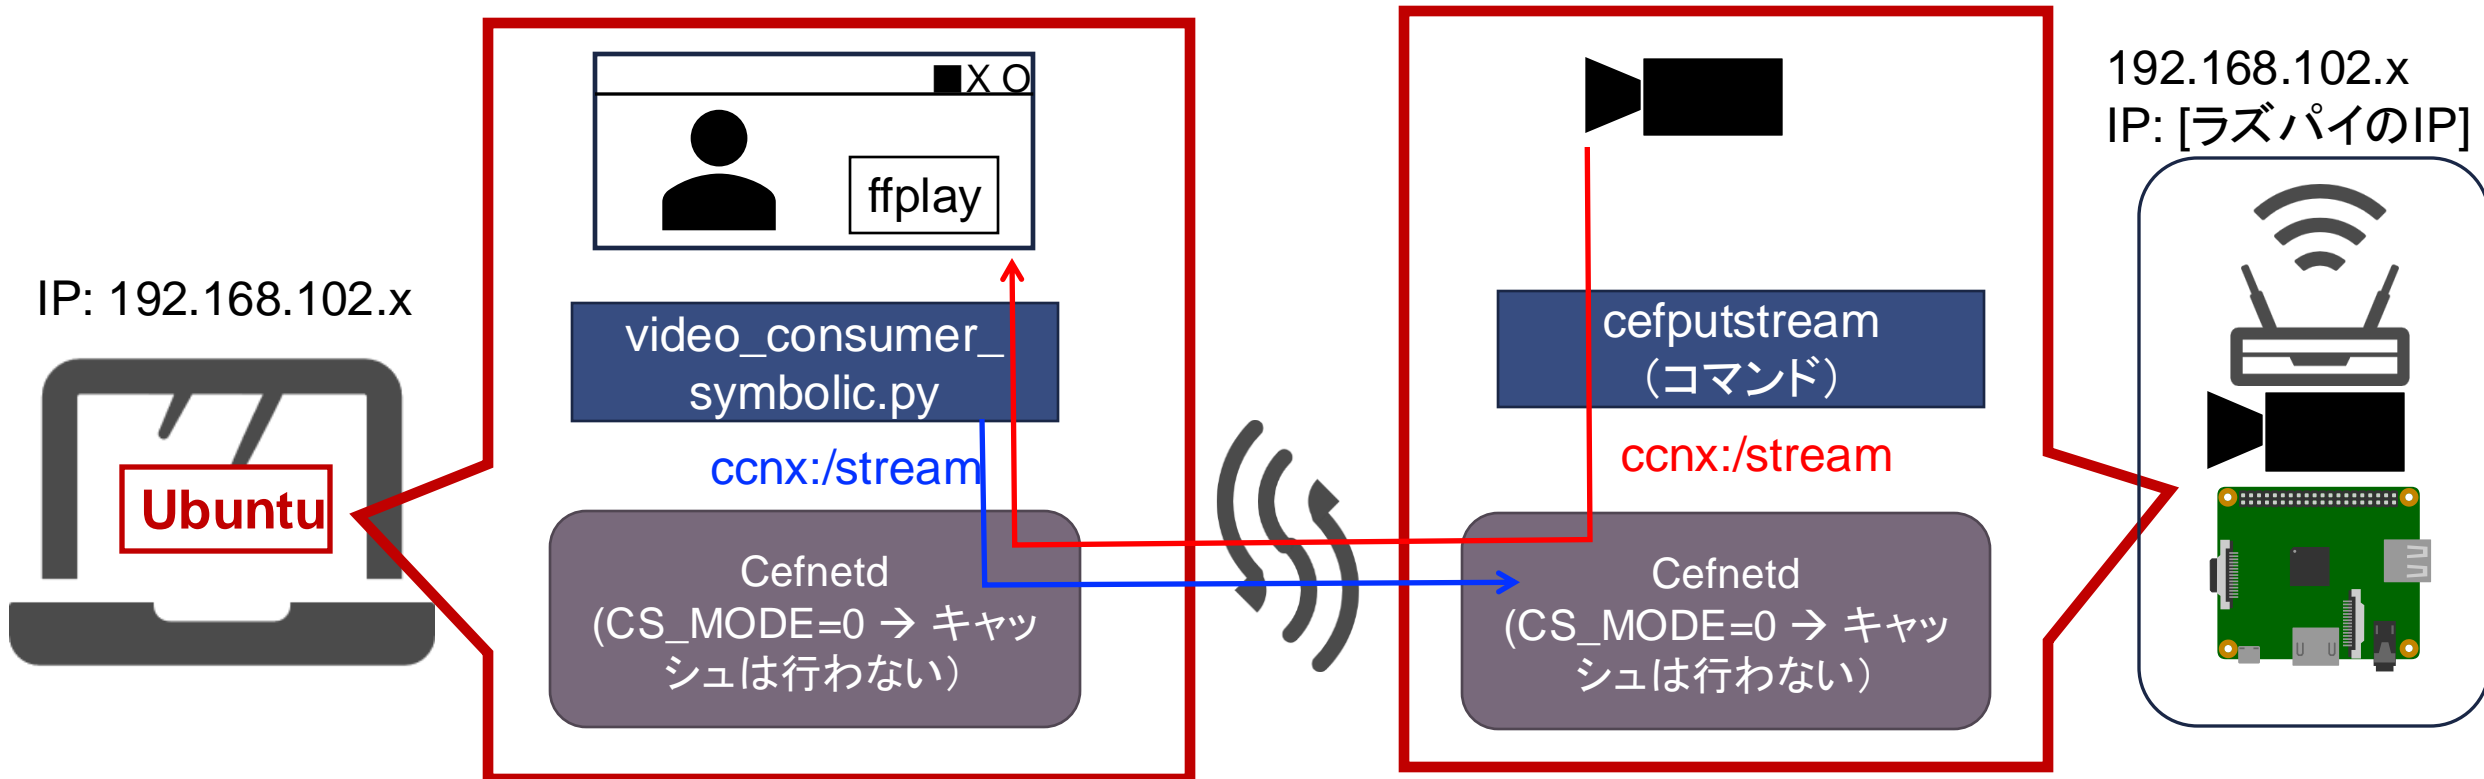 IP: 192.168.102.x
Ubuntu
■X O
ffplay
video_consumer_
symbolic.py
ccnx:/stream
Cefnetd
(CS_MODE=0 → キャッ
シュは行わない）
cefputstream
（コマンド）
ccnx:/stream
Cefnetd
(CS_MODE=0 → キャッ
シュは行わない）
192.168.102.x
IP: [ラズパイのIP]